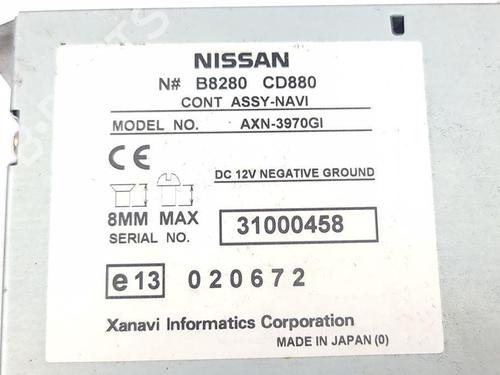 NISSAN
N# B8280 CD880
CONT ASSY-NAVI
MODEL NO. AXN-3970GI
CE
DC 12V NEGATIVE GROUND
8MM MAX
SERIAL NO. 31000458
e13 020672
Xanavi Informatics Corporation
MADE IN JAPAN (0)